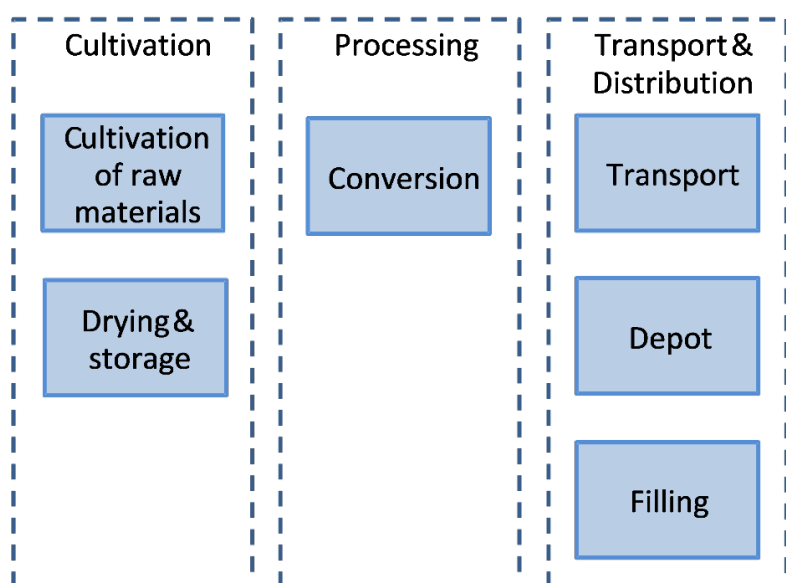 Cultivation
Cultivation
of raw
materials
Drying &
storage
Processing
Conversion
Transport &
Distribution
Transport
Depot
Filling